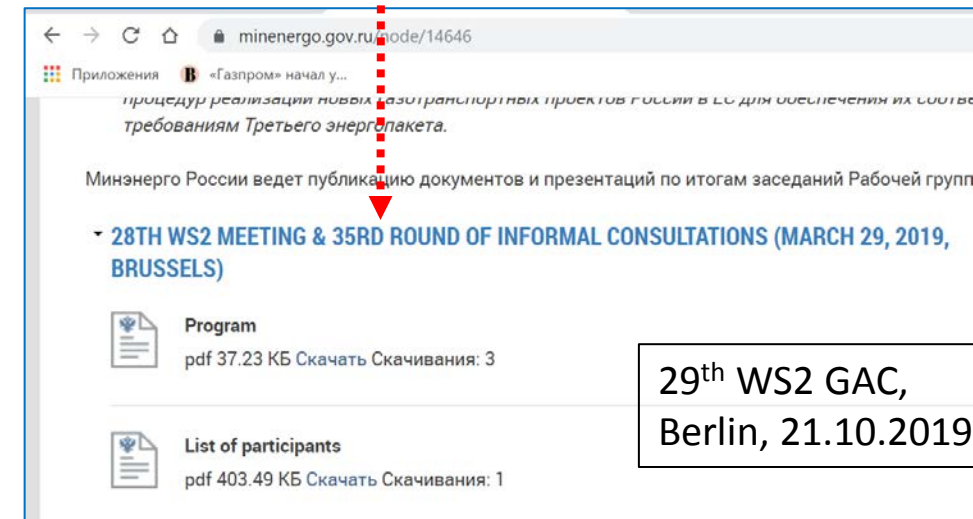 minenergo.gov.ru/node/14646
Приложения В «Газпром» начал у...
процедур реализации новых газотранспортных проектов России в ЕС для обеспечения их соотве
требованиям Третьего энергопакета.
Минэнерго России ведет публикацию документов и презентаций по итогам заседаний Рабочей групп
28TH WS2 MEETING & 35RD ROUND OF INFORMAL CONSULTATIONS (MARCH 29, 2019,
BRUSSELS)
Program
pdf 37.23 КБ Скачать Скачивания: 3
29th WS2 GAC,
Berlin, 21.10.2019
List of participants
pdf 403.49 КБ Скачать Скачивания: 1